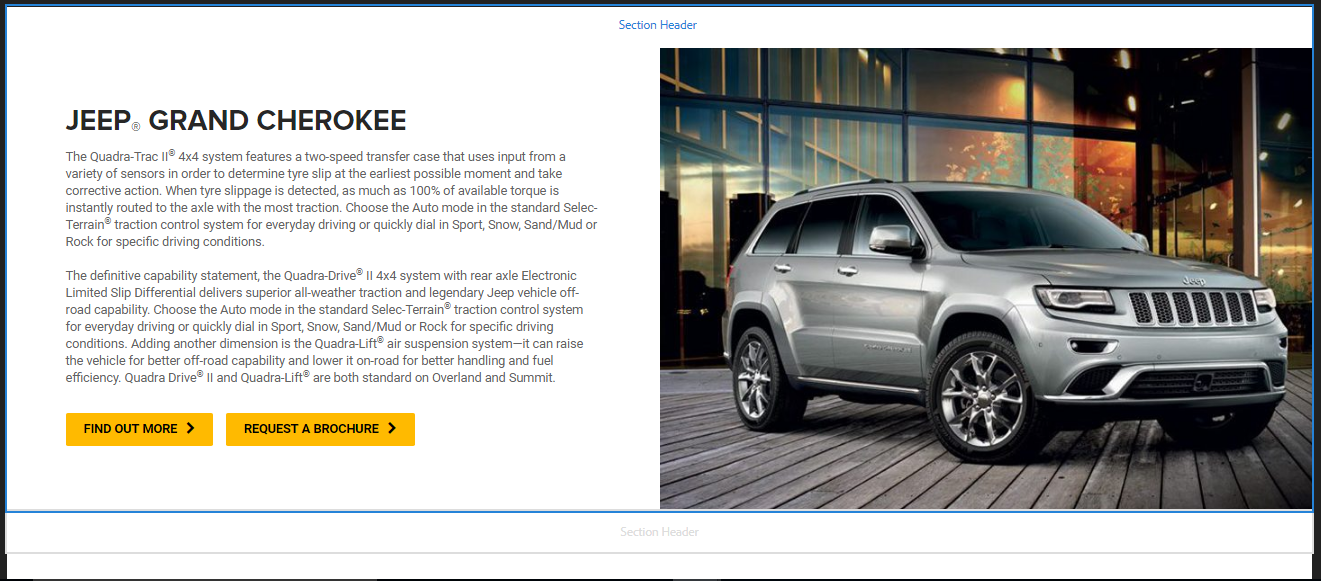 Section Header
JEEP® GRAND CHEROKEE
The Quadra-Trac II® 4x4 system features a two-speed transfer case that uses input from a
variety of sensors in order to determine tyre slip at the earliest possible moment and take
corrective action. When tyre slippage is detected, as much as 100% of available torque is
instantly routed to the axle with the most traction. Choose the Auto mode in the standard Selec-
Terrain® traction control system for everyday driving or quickly dial in Sport, Snow, Sand/Mud or
Rock for specific driving conditions.
The definitive capability statement, the Quadra-Drive® II 4x4 system with rear axle Electronic
Limited Slip Differential delivers superior all-weather traction and legendary Jeep vehicle off-
road capability. Choose the Auto mode in the standard Selec-Terrain® traction control system
for everyday driving or quickly dial in Sport, Snow, Sand/Mud or Rock for specific driving
conditions. Adding another dimension is the Quadra-Lift® air suspension system—it can raise
the vehicle for better off-road capability and lower it on-road for better handling and fuel
efficiency. Quadra Drive® II and Quadra-Lift® are both standard on Overland and Summit.
FIND OUT MORE
REQUEST A BROCHURE
Jeep
Section Header